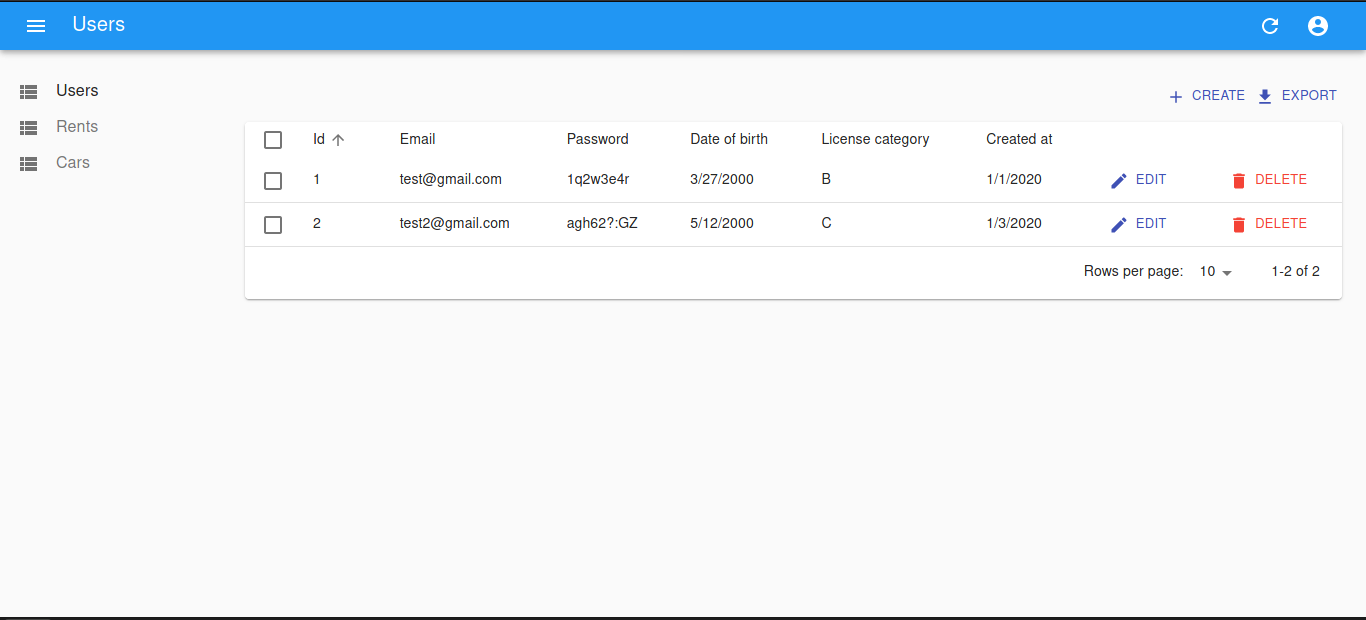 Users
Users
Rents
Cars
CREATE EXPORT
Id Email Password Date of birth License category Created at
1 test@gmail.com 1q2w3e4r 3/27/2000 B 1/1/2020 EDIT DELETE
2 test2@gmail.com agh62?:GZ 5/12/2000 C 1/3/2020 EDIT DELETE
Rows per page: 10 1-2 of 2